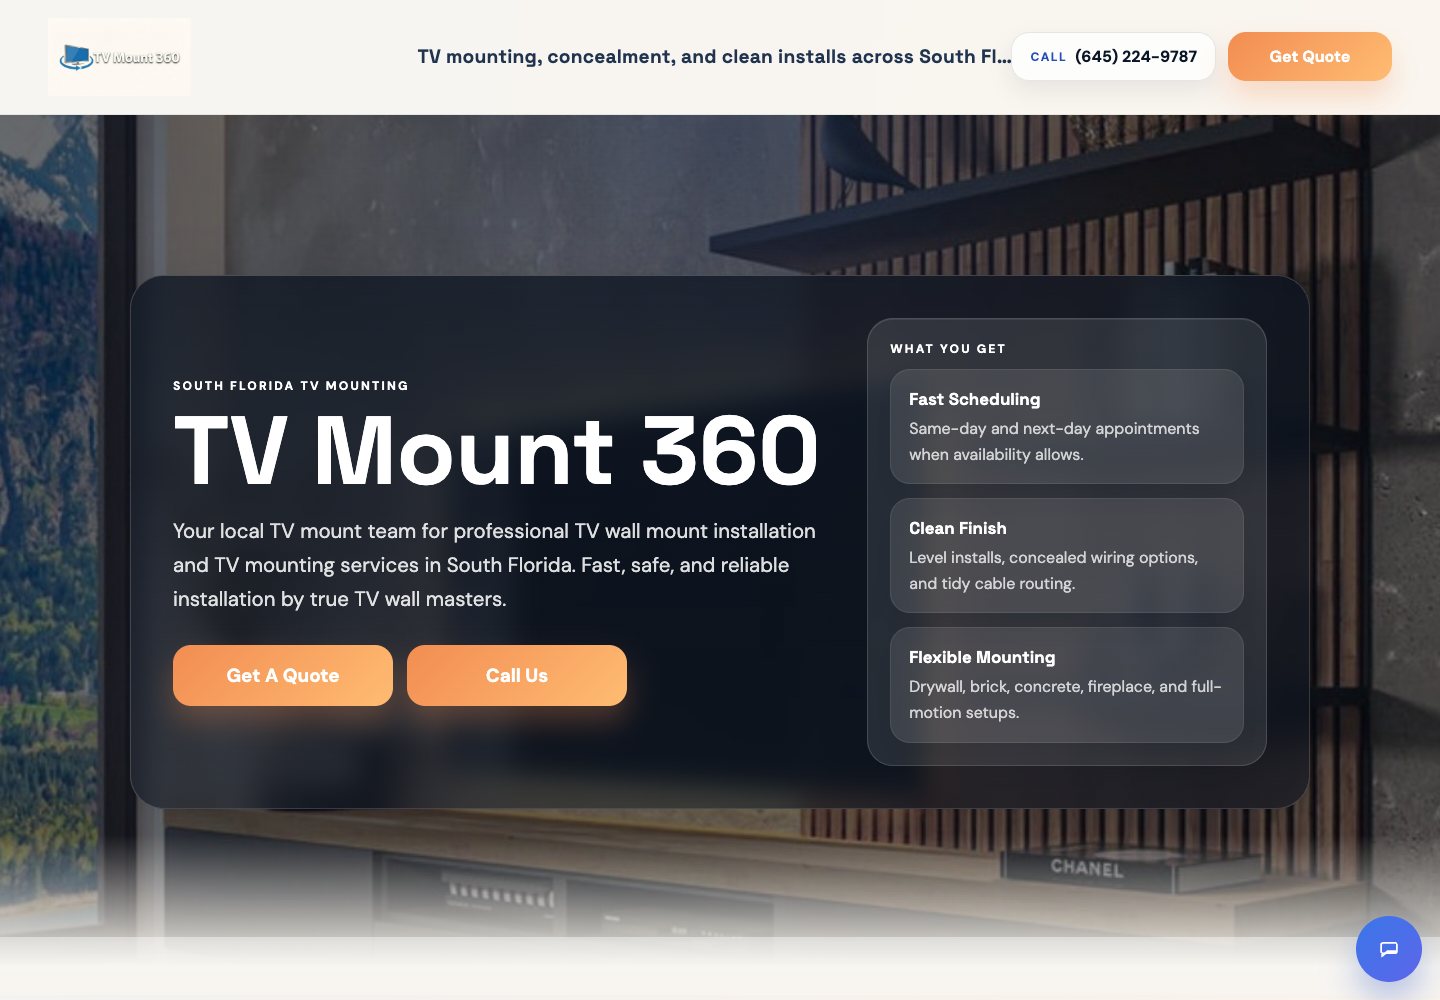 TV Mount 360
TV mounting, concealment, and clean installs across South Fl...
CALL (645) 224-9787
Get Quote
SOUTH FLORIDA TV MOUNTING
TV Mount 360
Your local TV mount team for professional TV wall mount installation
and TV mounting services in South Florida. Fast, safe, and reliable
installation by true TV wall masters.
Get A Quote
Call Us
WHAT YOU GET
Fast Scheduling
Same-day and next-day appointments
when availability allows.
Clean Finish
Level installs, concealed wiring options,
and tidy cable routing.
Flexible Mounting
Drywall, brick, concrete, fireplace, and full-
motion setups.
CHANEL